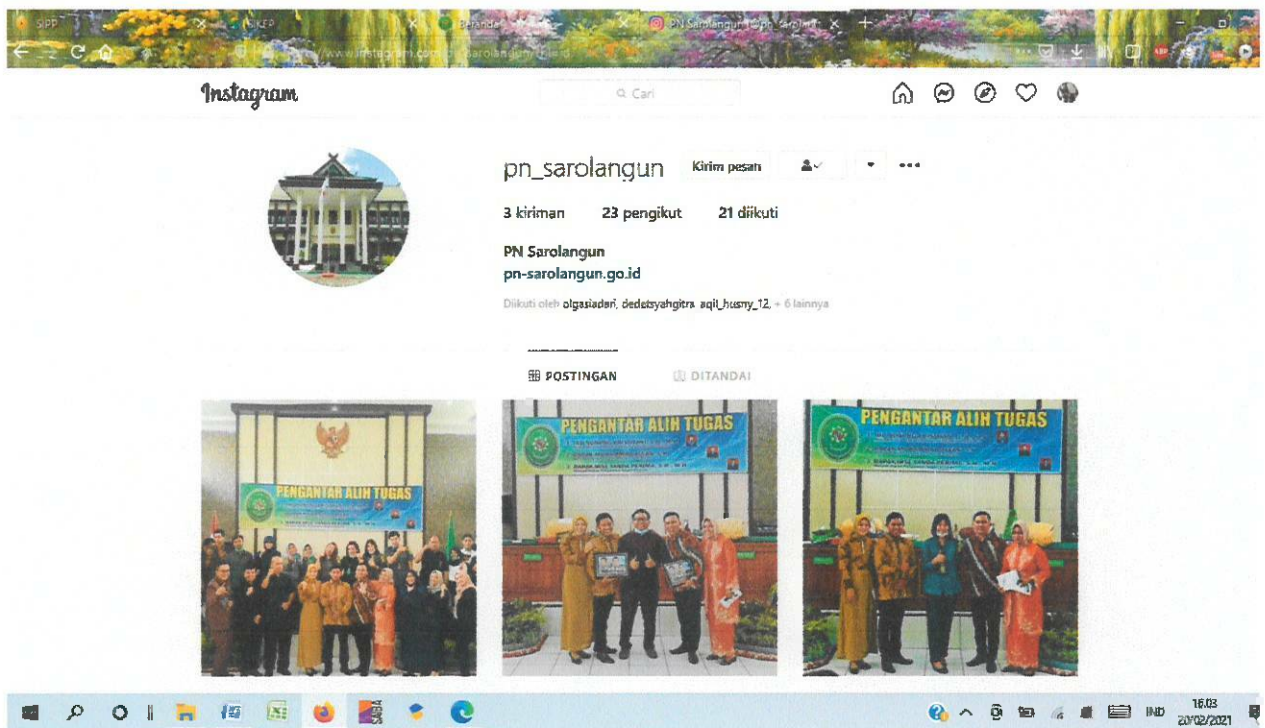 SIPP
SIKEP
Beranda
PN Sarolangun
Instagram
Cari
pn_sarolangun
Kirim pesan
3 kiriman 23 pengikut 21 diikuti
PN Sarolangun
pn-sarolangun.go.id
Diikuti oleh olgasiadari, dedetsyahgitra, aqil_husny_12, + 6 lainnya
POSTINGAN
DITANDAI
PENGANTAR ALIH TUGAS
PENGANTAR ALIH TUGAS
PENGANTAR ALIH TUGAS
IND
16.03
20/02/2021